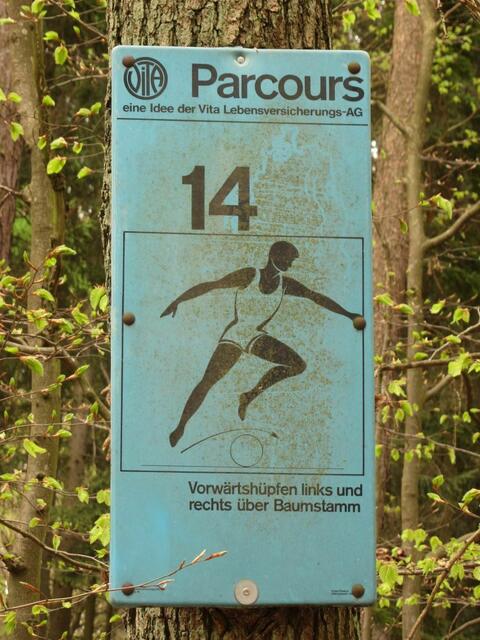 VITA Parcours
eine Idee der Vita Lebensversicherungs-AG
14
Vorwärtshüpfen links und
rechts über Baumstamm